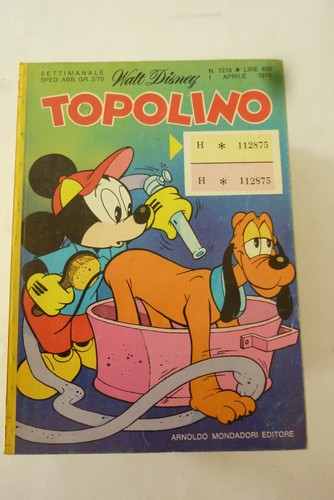 SETTIMANALE
SPED. ABB. GR. 2/70
Walt Disney
N. 1218 ★ LIRE 400
1 APRILE 1979
TOPOLINO
H * 112875
H * 112875
ARNOLDO MONDADORI EDITORE